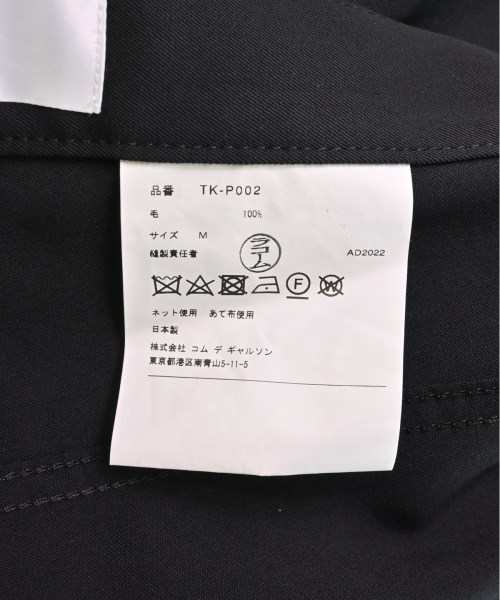 品番 TK-P002
毛 100%
サイズ M
縫製責任者 ラコーム AD2022
F W
ネット使用 あて布使用
日本製
株式会社 コム デ ギャルソン
東京都港区南青山5-11-5